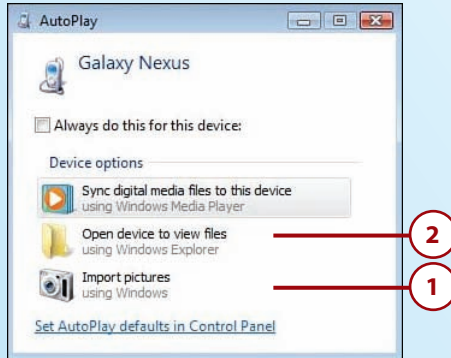 AutoPlay
Galaxy Nexus
Always do this for this device:
Device options
Sync digital media files to this device
using Windows Media Player
Open device to view files
using Windows Explorer
2
Import pictures
using Windows
1
Set AutoPlay defaults in Control Panel